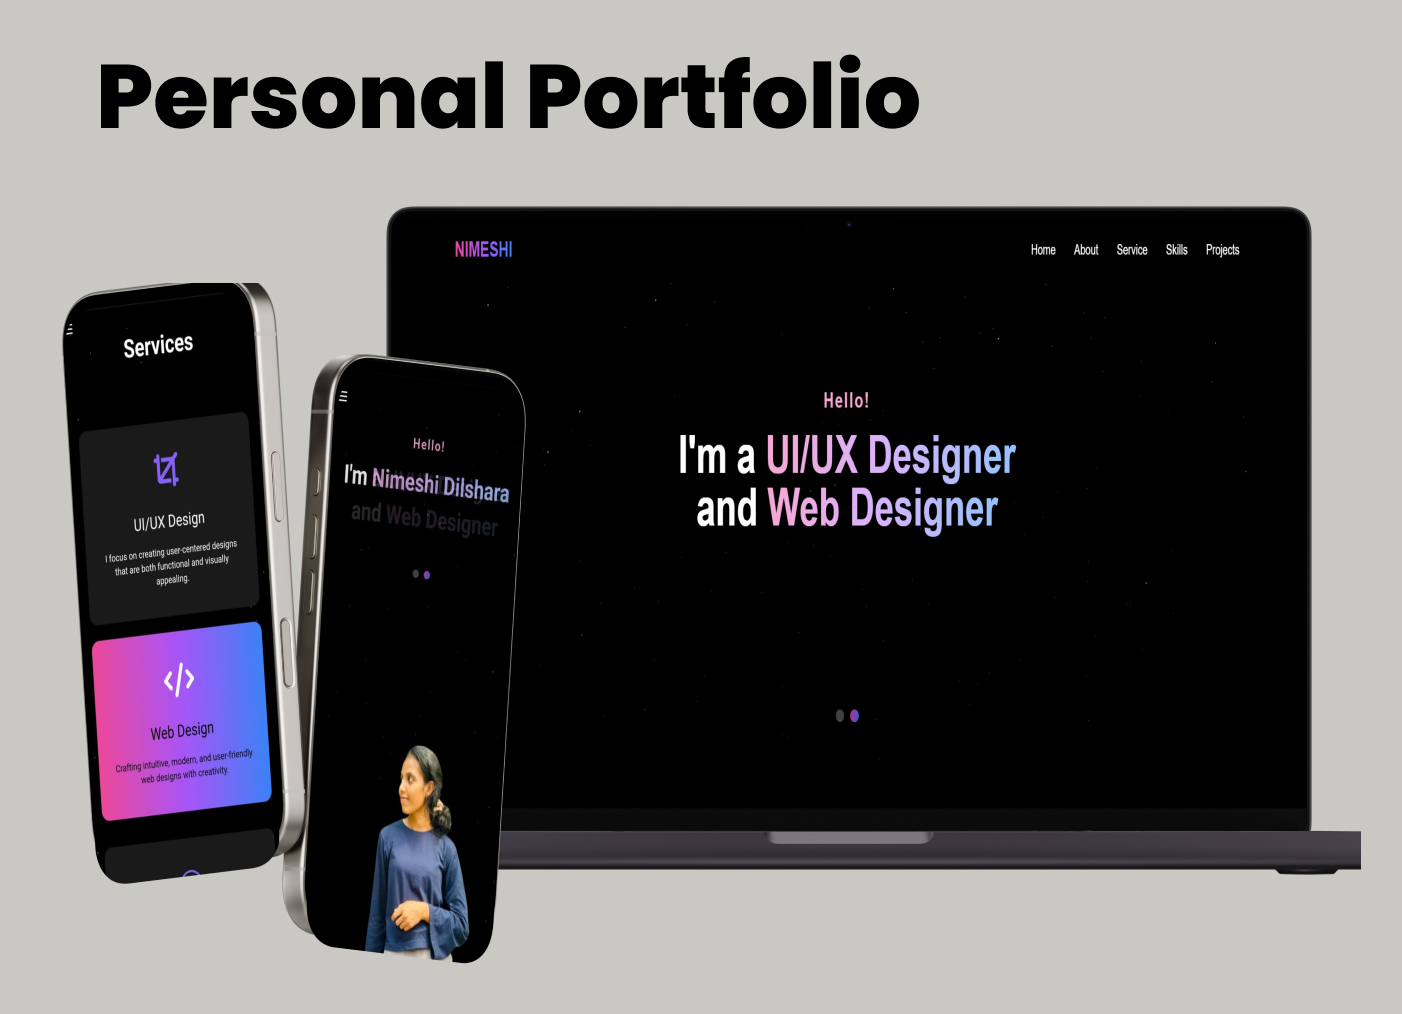 Personal Portfolio
NIMESHI
Home About Service Skills Projects
Hello!
I'm a UI/UX Designer
and Web Designer
Services
UI/UX Design
I focus on creating user-centered designs
that are both functional and visually
appealing.
</>
Web Design
Crafting intuitive, modern, and user-friendly
web designs with creativity.
Hello!
I'm Nimeshi Dilshara
and Web Designer